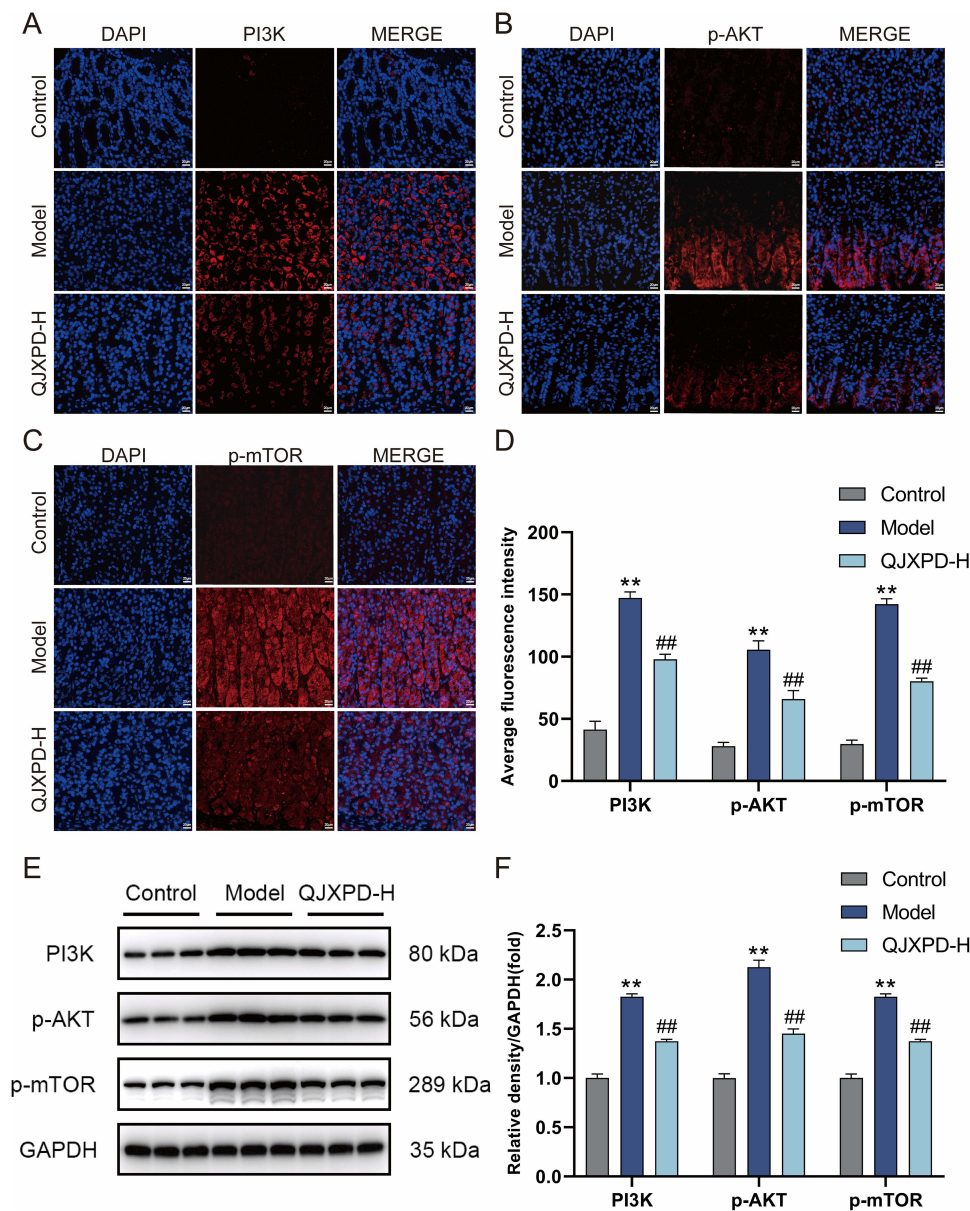 A
DAPI PI3K MERGE
Control
Model
QJXPD-H
B
DAPI p-AKT MERGE
Control
Model
QJXPD-H
C
DAPI p-mTOR MERGE
Control
Model
QJXPD-H
D
Control
Model
QJXPD-H
Average fluorescence intensity
200
150
100
50
0
** ## ** ## ** ##
PI3K p-AKT p-mTOR
E
Control Model QJXPD-H
PI3K 80 kDa
p-AKT 56 kDa
p-mTOR 289 kDa
GAPDH 35 kDa
F
Control
Model
QJXPD-H
Relative density/GAPDH(fold)
2.5
2.0
1.5
1.0
0.5
0.0
** ## ** ## ** ##
PI3K p-AKT p-mTOR